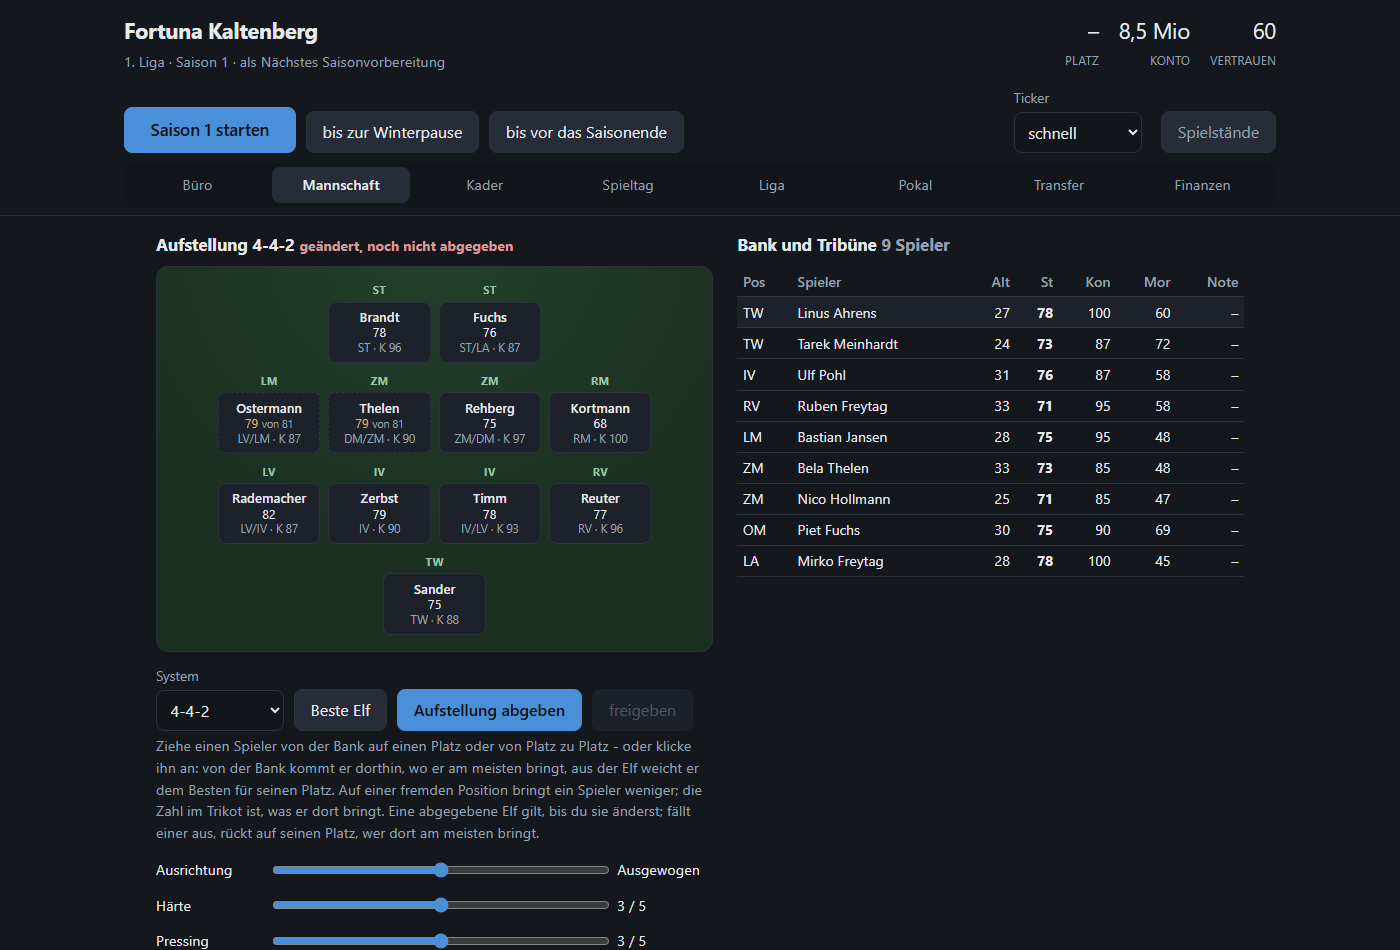 Fortuna Kaltenberg
1. Liga · Saison 1 · als Nächstes Saisonvorbereitung
– 8,5 Mio 60
PLATZ KONTO VERTRAUEN
Saison 1 starten bis zur Winterpause bis vor das Saisonende
Ticker
schnell Spielstände
Büro Mannschaft Kader Spieltag Liga Pokal Transfer Finanzen
Aufstellung 4-4-2 geändert, noch nicht abgegeben
ST ST
Brandt Fuchs
78 76
ST · K 96 ST/LA · K 87
LM ZM ZM RM
Ostermann Thelen Rehberg Kortmann
79 von 81 79 von 81 75 68
LV/LM · K 87 DM/ZM · K 90 ZM/DM · K 97 RM · K 100
LV IV IV RV
Rademacher Zerbst Timm Reuter
82 79 78 77
LV/IV · K 87 IV · K 90 IV/LV · K 93 RV · K 96
TW
Sander
75
TW · K 88
System
4-4-2 Beste Elf Aufstellung abgeben freigeben
Ziehe einen Spieler von der Bank auf einen Platz oder von Platz zu Platz - oder klicke
ihn an: von der Bank kommt er dorthin, wo er am meisten bringt, aus der Elf weicht er
dem Besten für seinen Platz. Auf einer fremden Position bringt ein Spieler weniger; die
Zahl im Trikot ist, was er dort bringt. Eine abgegebene Elf gilt, bis du sie änderst; fällt
einer aus, rückt auf seinen Platz, wer dort am meisten bringt.
Ausrichtung Ausgewogen
Härte 3 / 5
Pressing 3 / 5
Bank und Tribüne 9 Spieler
Pos Spieler Alt St Kon Mor Note
TW Linus Ahrens 27 78 100 60 –
TW Tarek Meinhardt 24 73 87 72 –
IV Ulf Pohl 31 76 87 58 –
RV Ruben Freytag 33 71 95 58 –
LM Bastian Jansen 28 75 95 48 –
ZM Bela Thelen 33 73 85 48 –
ZM Nico Hollmann 25 71 85 47 –
OM Piet Fuchs 30 75 90 69 –
LA Mirko Freytag 28 78 100 45 –